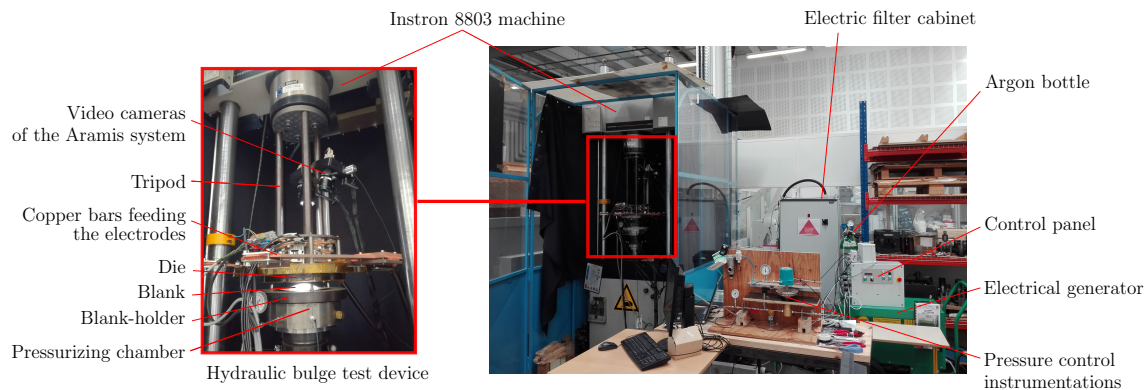 Instron 8803 machine
Electric filter cabinet
Video cameras
of the Aramis system
Argon bottle
Tripod
Copper bars feeding
the electrodes
Control panel
Die
Blank
Electrical generator
Blank-holder
Pressurizing chamber
Pressure control
instrumentations
Hydraulic bulge test device